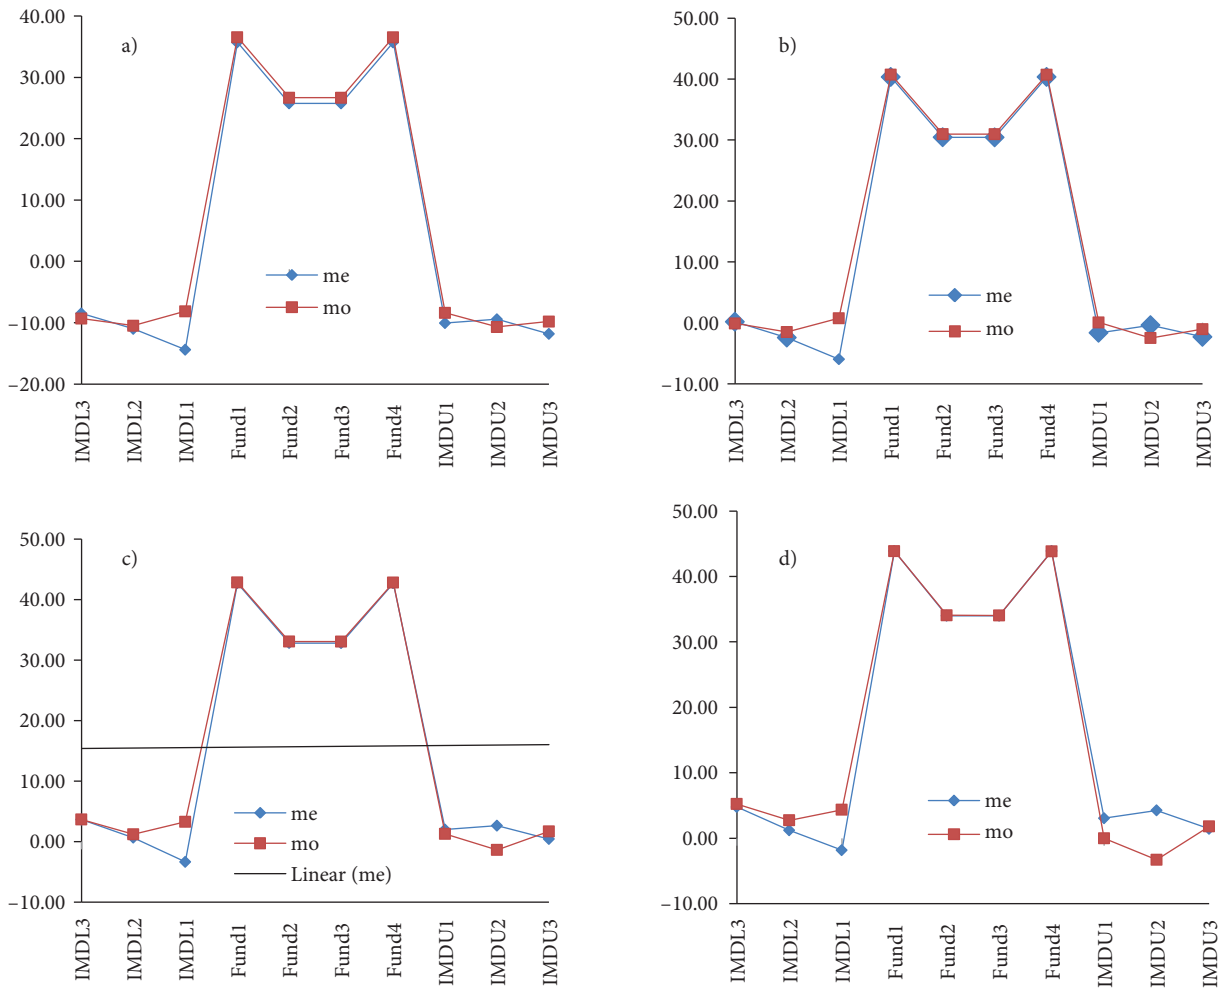 a)
40.00
30.00
20.00
10.00
0.00
–10.00
–20.00
me
mo
IMDL3
IMDL2
IMDL1
Fund1
Fund2
Fund3
Fund4
IMDU1
IMDU2
IMDU3
b)
50.00
40.00
30.00
20.00
10.00
0.00
–10.00
me
mo
IMDL3
IMDL2
IMDL1
Fund1
Fund2
Fund3
Fund4
IMDU1
IMDU2
IMDU3
c)
50.00
40.00
30.00
20.00
10.00
0.00
–10.00
me
mo
Linear (me)
IMDL3
IMDL2
IMDL1
Fund1
Fund2
Fund3
Fund4
IMDU1
IMDU2
IMDU3
d)
50.00
40.00
30.00
20.00
10.00
0.00
–10.00
me
mo
IMDL3
IMDL2
IMDL1
Fund1
Fund2
Fund3
Fund4
IMDU1
IMDU2
IMDU3